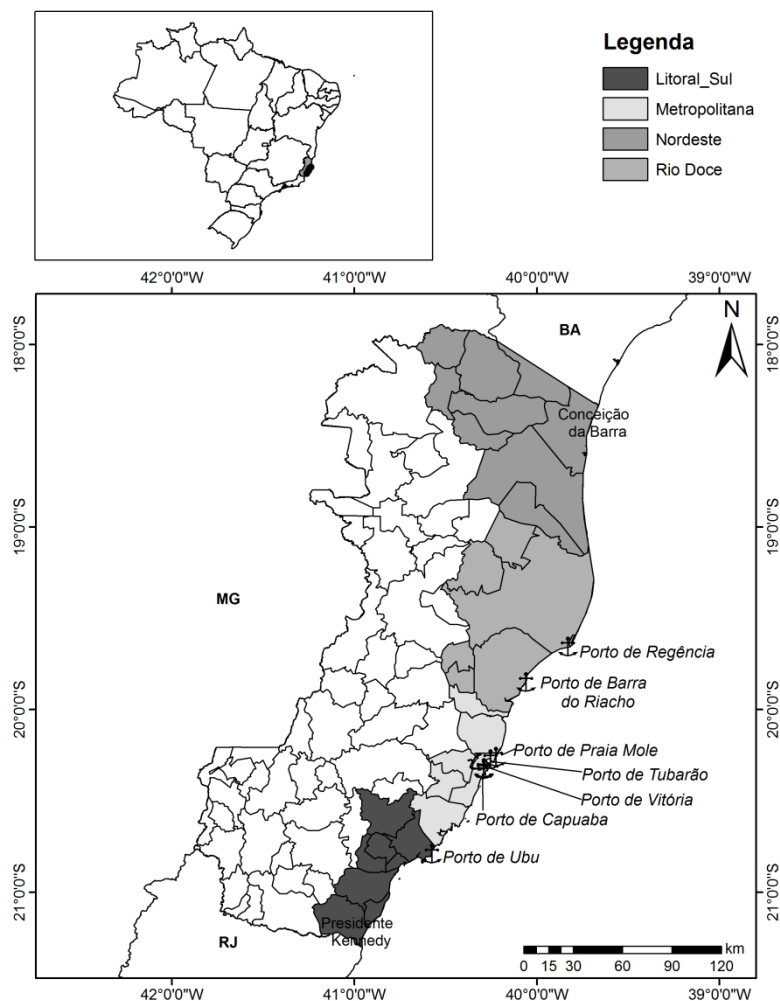 Legenda
Litoral_Sul
Metropolitana
Nordeste
Rio Doce
42°0'0"W
41°0'0"W
40°0'0"W
39°0'0"W
N
BA
18°0'0"S
18°0'0"S
Conceição
da Barra
19°0'0"S
19°0'0"S
MG
Porto de Regência
Porto de Barra
do Riacho
20°0'0"S
20°0'0"S
Porto de Praia Mole
Porto de Tubarão
Porto de Vitória
Porto de Capuaba
Porto de Ubu
21°0'0"S
21°0'0"S
Presidente
Kennedy
RJ
km
0 15 30 60 90 120
42°0'0"W
41°0'0"W
40°0'0"W
39°0'0"W